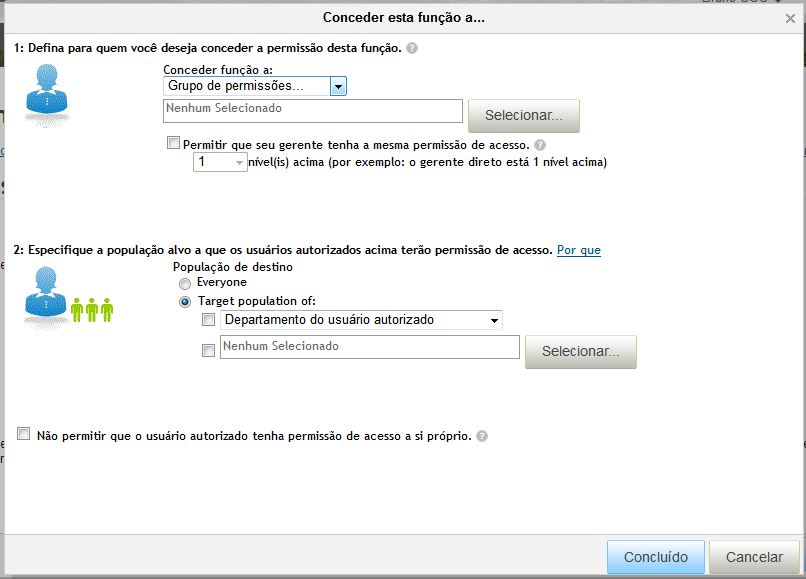 Conceder esta função a...
1: Defina para quem você deseja conceder a permissão desta função. ?
Conceder função a:
Grupo de permissões...
Nenhum Selecionado
Selecionar...
Permitir que seu gerente tenha a mesma permissão de acesso. ?
1 nível(is) acima (por exemplo: o gerente direto está 1 nível acima)
2: Especifique a população alvo a que os usuários autorizados acima terão permissão de acesso. Por que
População de destino
Everyone
Target population of:
Departamento do usuário autorizado
Nenhum Selecionado
Selecionar...
Não permitir que o usuário autorizado tenha permissão de acesso a si próprio. ?
Concluído
Cancelar